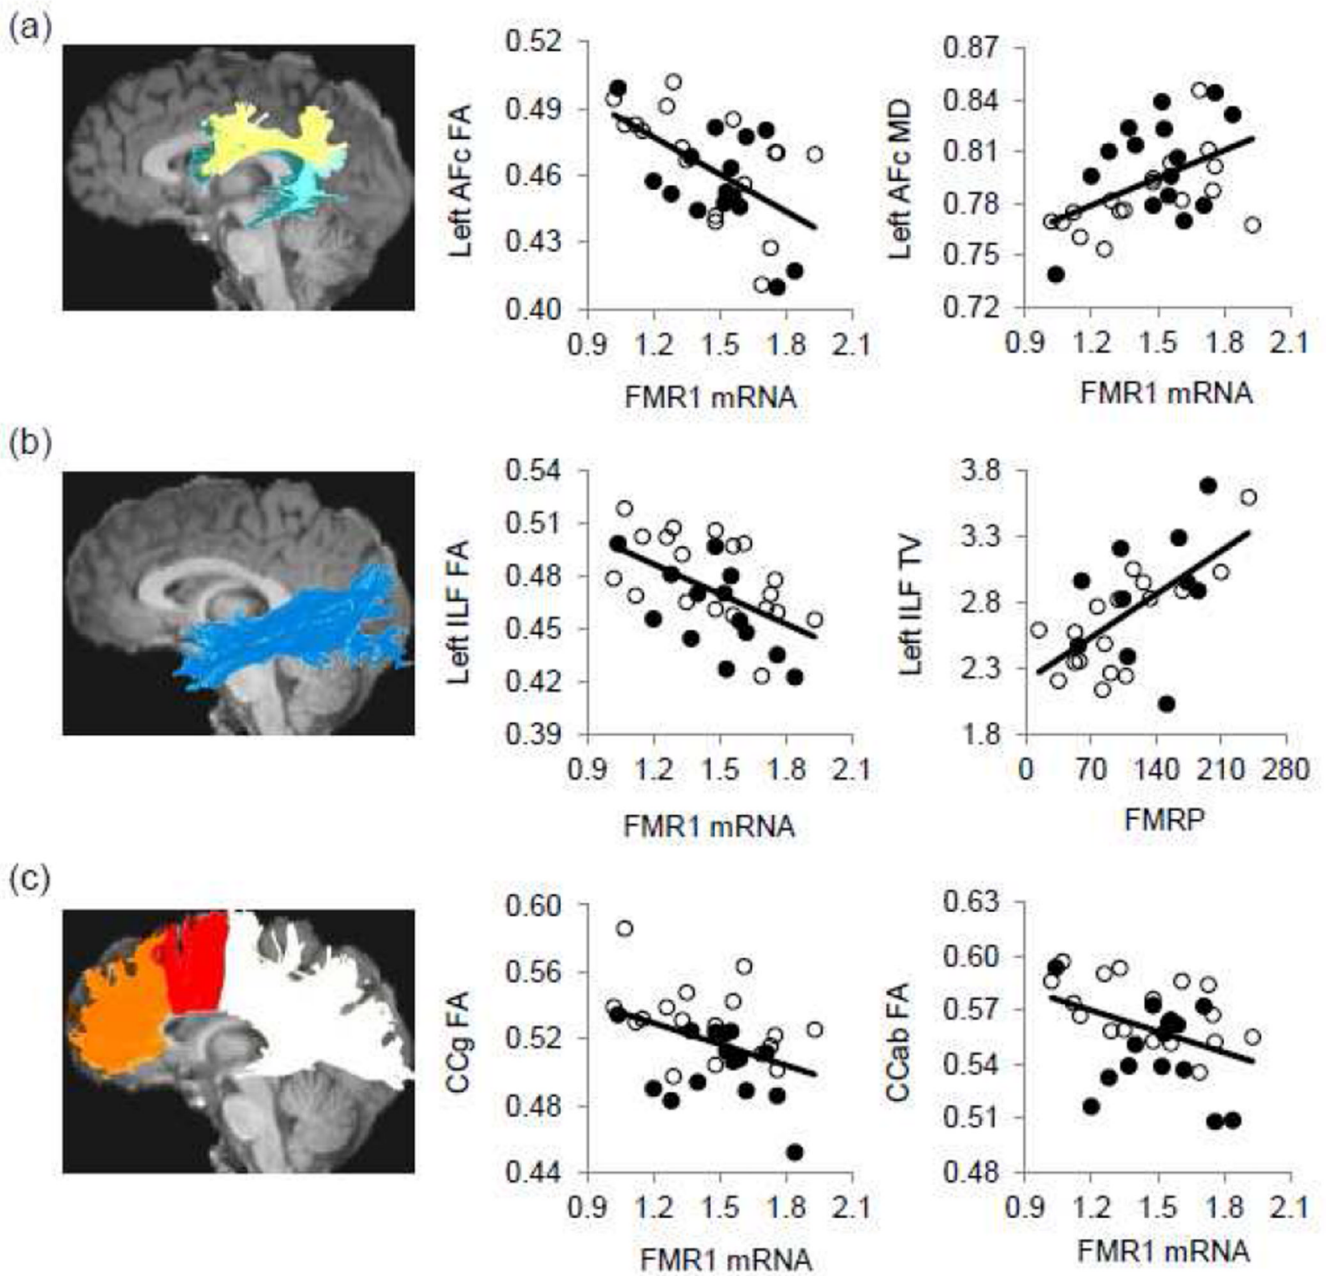 (a)
0.52
0.49
0.46
0.43
0.40
Left AFc FA
0.9 1.2 1.5 1.8 2.1
FMR1 mRNA
0.87
0.84
0.81
0.78
0.75
0.72
Left AFc MD
0.9 1.2 1.5 1.8 2.1
FMR1 mRNA
(b)
0.54
0.51
0.48
0.45
0.42
0.39
Left ILF FA
0.9 1.2 1.5 1.8 2.1
FMR1 mRNA
3.8
3.3
2.8
2.3
1.8
Left ILF TV
0 70 140 210 280
FMRP
(c)
0.60
0.56
0.52
0.48
0.44
CCg FA
0.9 1.2 1.5 1.8 2.1
FMR1 mRNA
0.63
0.60
0.57
0.54
0.51
0.48
CCab FA
0.9 1.2 1.5 1.8 2.1
FMR1 mRNA